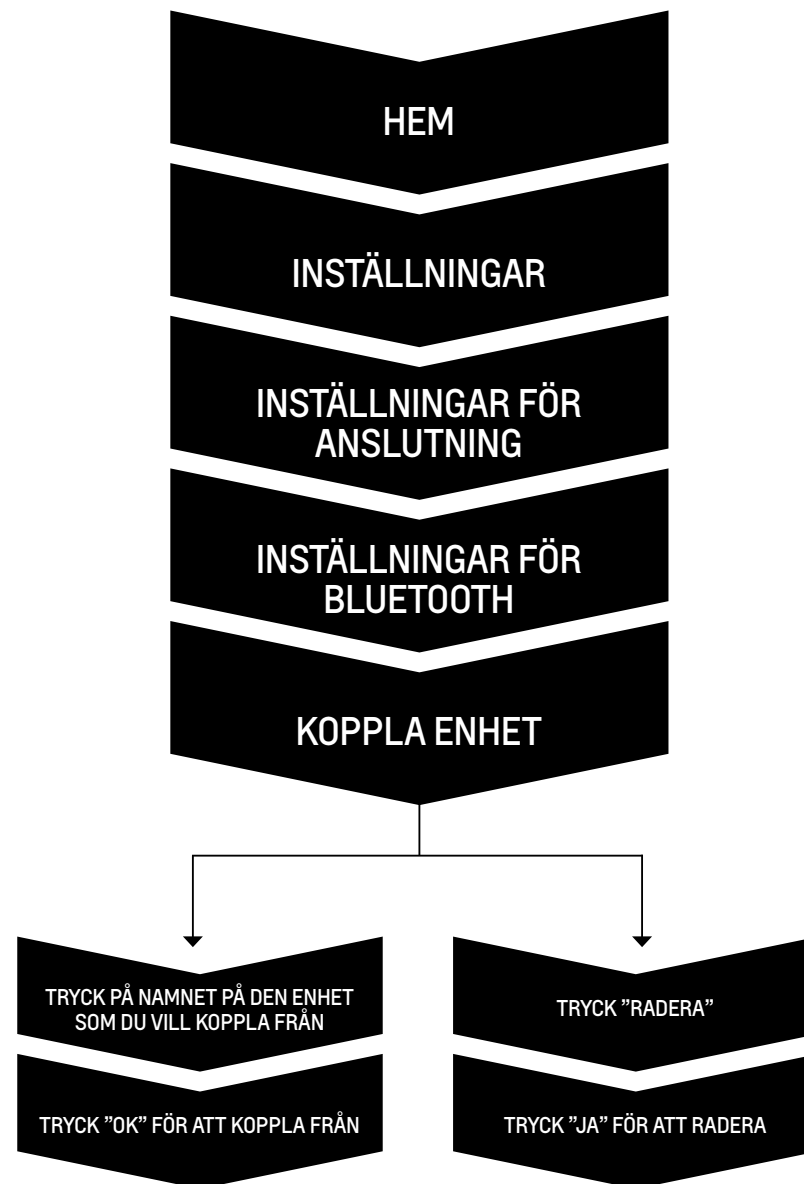 HEM
INSTÄLLNINGAR
INSTÄLLNINGAR FÖR
ANSLUTNING
INSTÄLLNINGAR FÖR
BLUETOOTH
KOPPLA ENHET
TRYCK PÅ NAMNET PÅ DEN ENHET
SOM DU VILL KOPPLA FRÅN
TRYCK ”OK” FÖR ATT KOPPLA FRÅN
TRYCK ”RADERA”
TRYCK ”JA” FÖR ATT RADERA